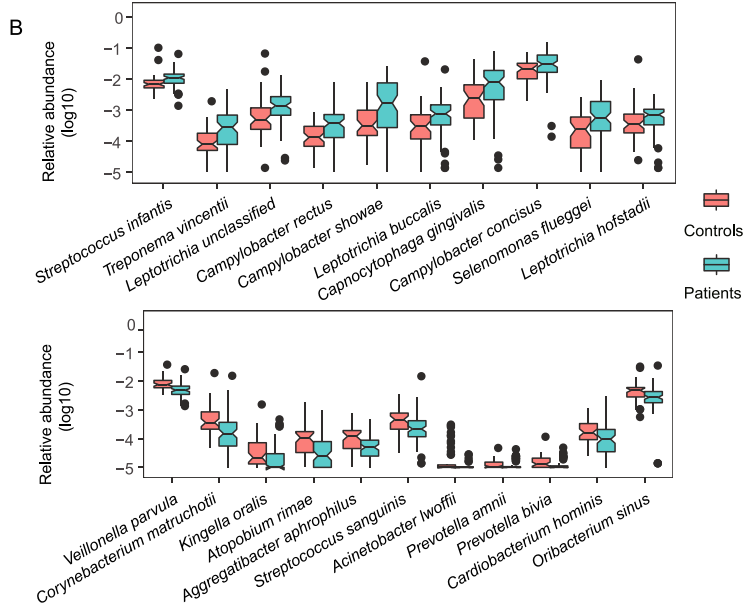 B
Relative abundance
(log10)
0
−1
−2
−3
−4
−5
Streptococcus infantis
Treponema vincentii
Leptotrichia unclassified
Campylobacter rectus
Campylobacter showae
Leptotrichia buccalis
Capnocytophaga gingivalis
Campylobacter concisus
Selenomonas flueggei
Leptotrichia hofstadii
Controls
Patients
Relative abundance
(log10)
0
−1
−2
−3
−4
−5
Veillonella parvula
Corynebacterium matruchotii
Kingella oralis
Atopobium rimae
Aggregatibacter aphrophilus
Streptococcus sanguinis
Acinetobacter lwoffii
Prevotella amnii
Prevotella bivia
Cardiobacterium hominis
Oribacterium sinus